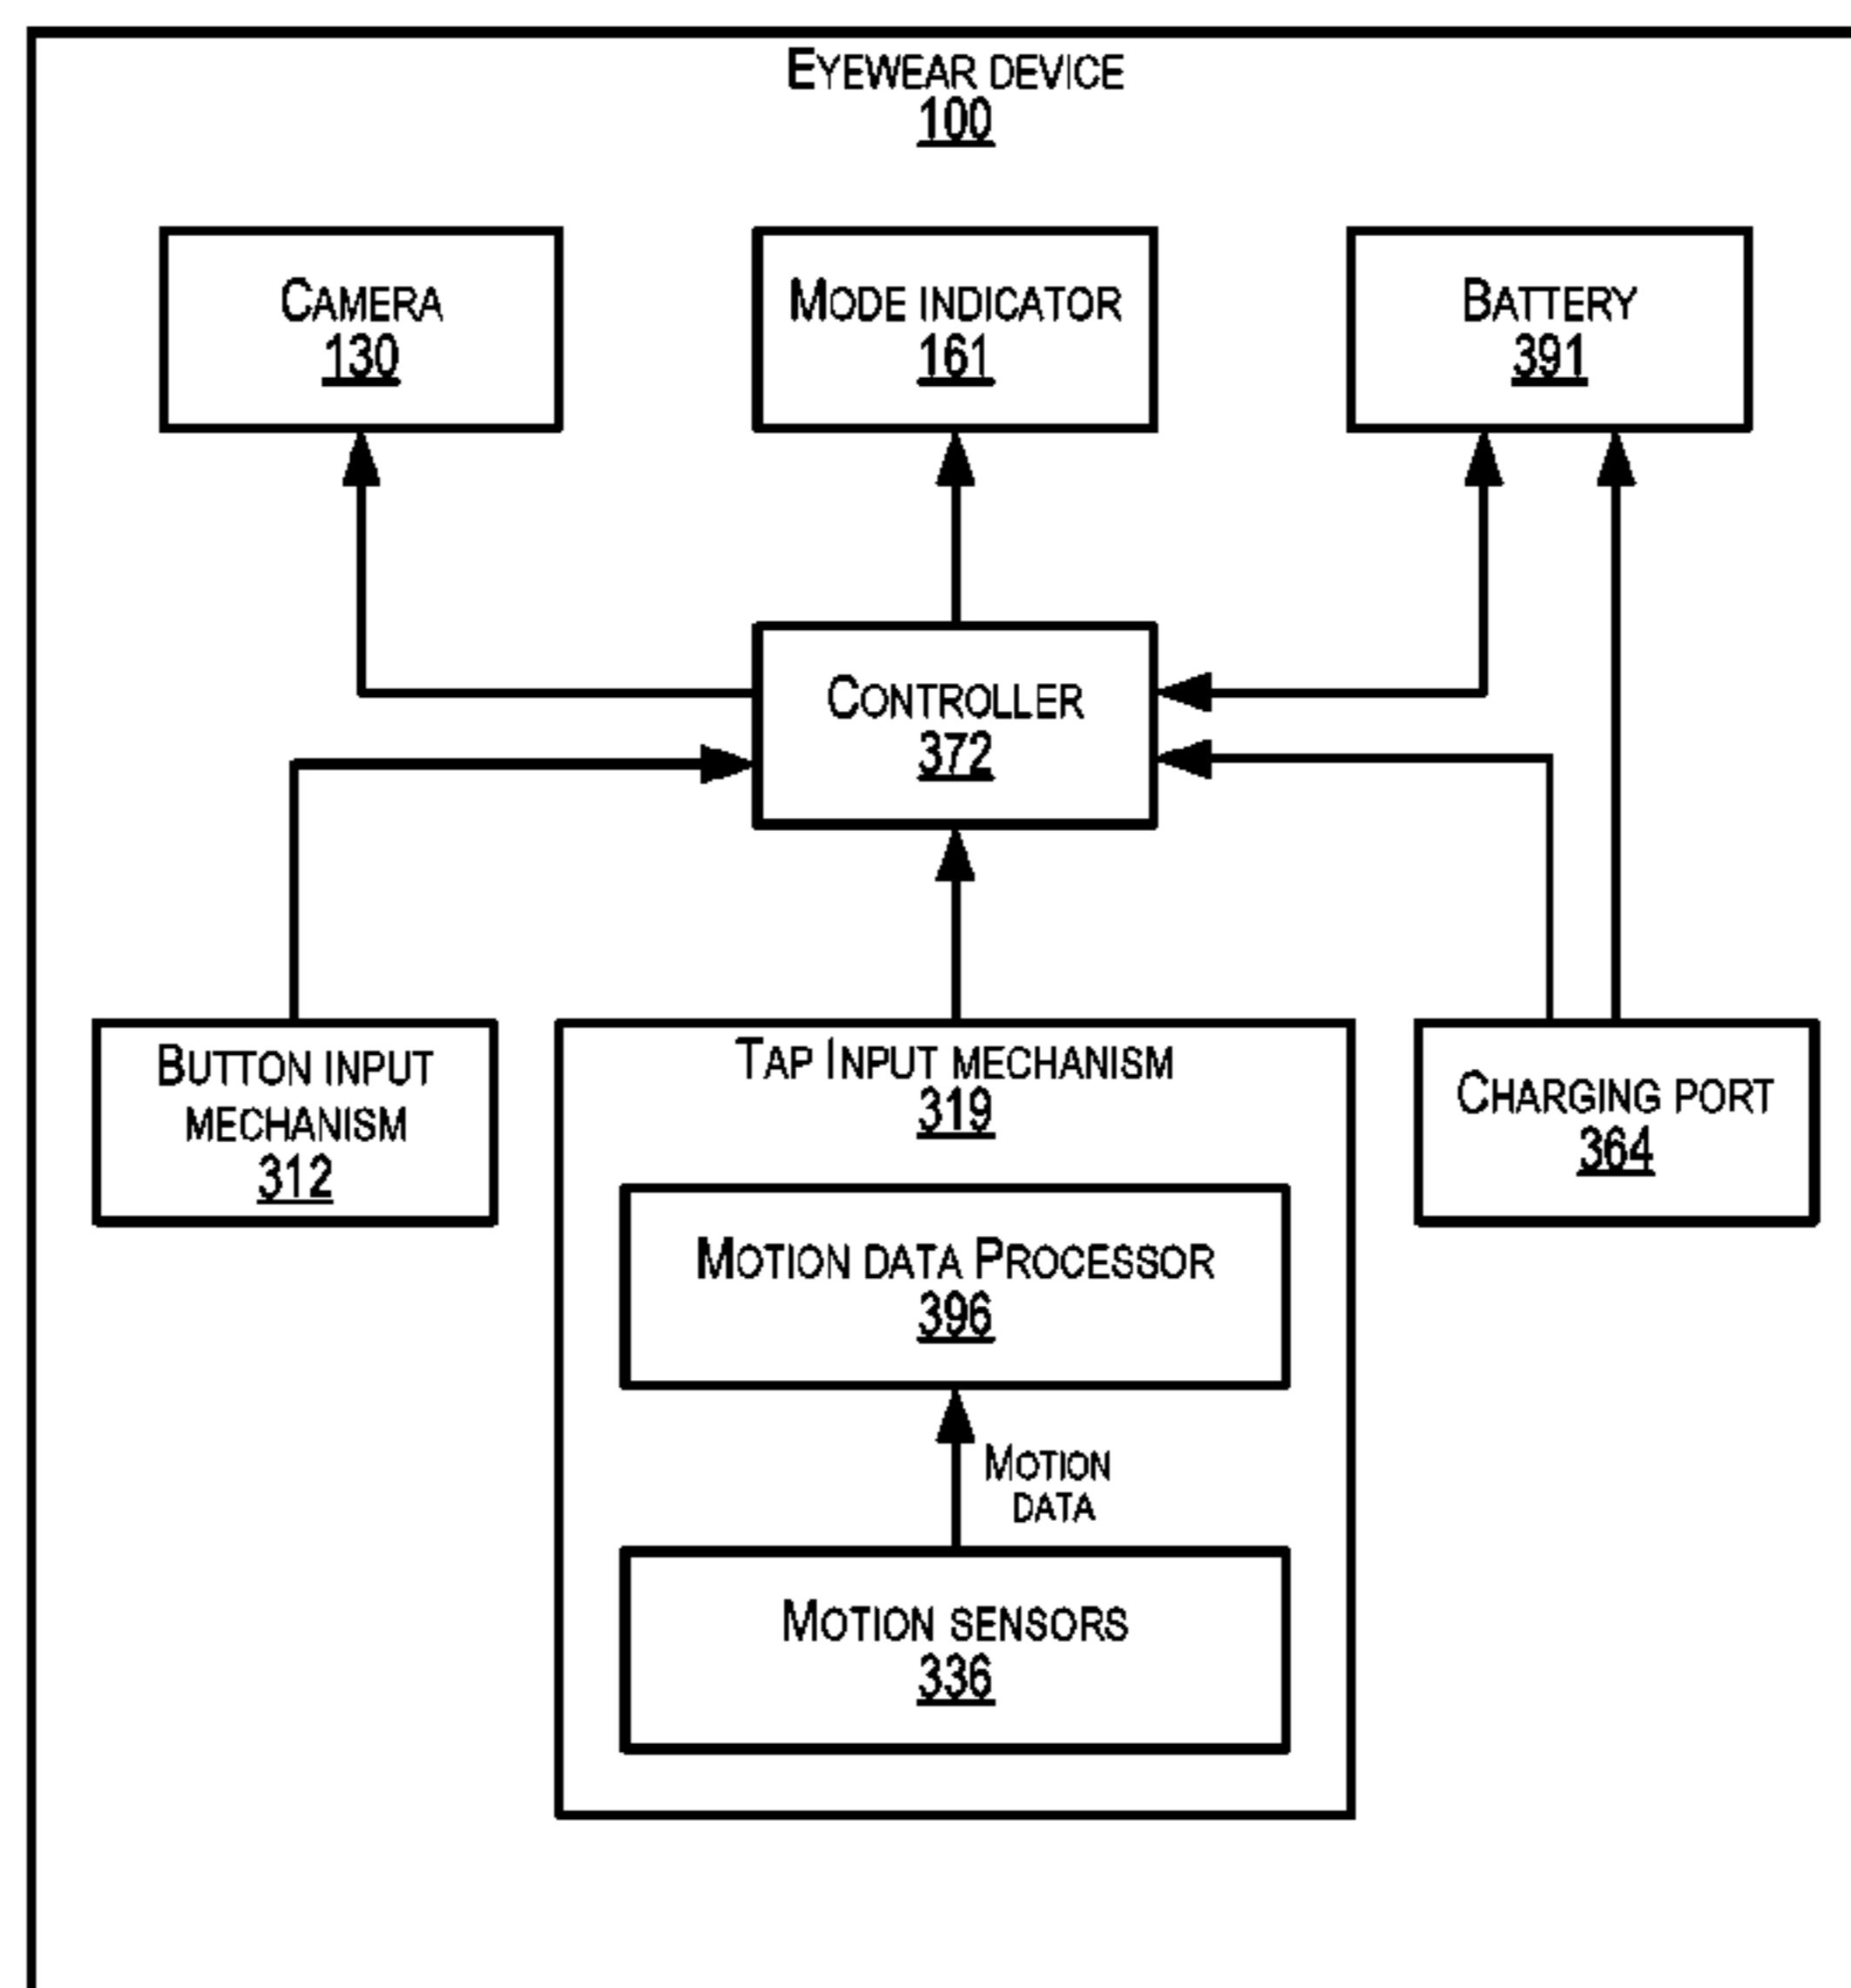 EYEWEAR DEVICE
100
CAMERA
130
MODE INDICATOR
161
BATTERY
391
CONTROLLER
372
BUTTON INPUT
MECHANISM
312
TAP INPUT MECHANISM
319
CHARGING PORT
364
MOTION DATA PROCESSOR
396
MOTION
DATA
MOTION SENSORS
336